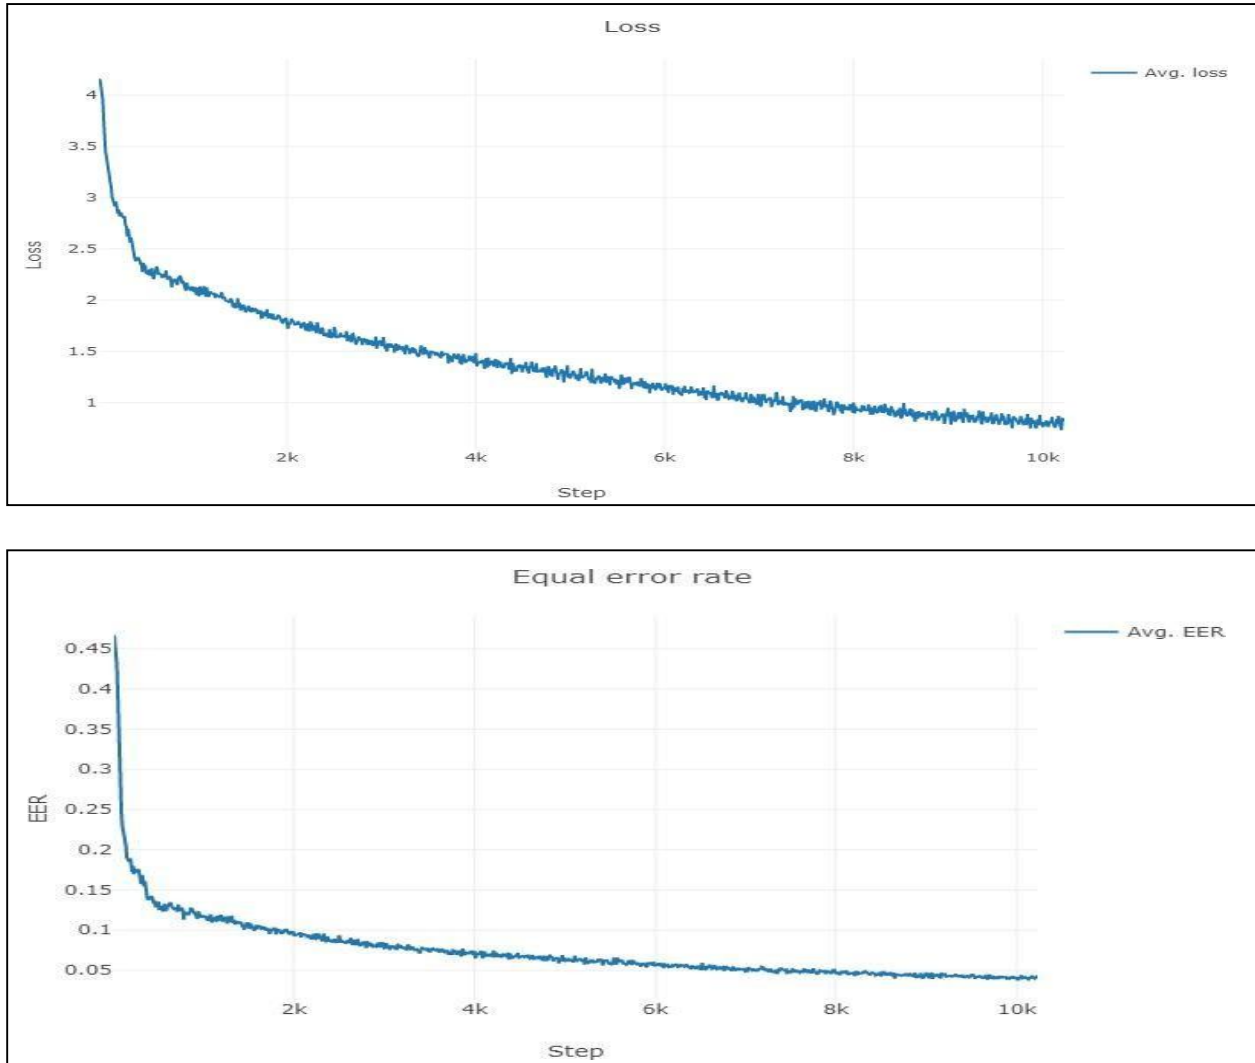 Loss
Avg. loss
4
3.5
3
2.5
2
1.5
1
Loss
2k 4k 6k 8k 10k
Step
Equal error rate
Avg. EER
0.45
0.4
0.35
0.3
0.25
0.2
0.15
0.1
0.05
EER
2k 4k 6k 8k 10k
Step